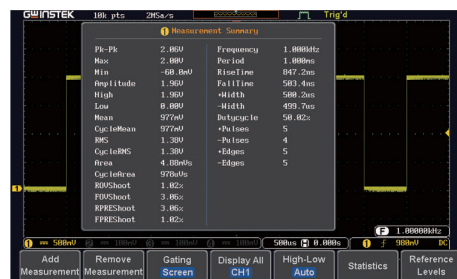 GWINSTEK 10k pts 2MSa/s Trig'd
1 Measurement Summary
Pk-Pk 2.06V Frequency 1.000kHz
Max 2.00V Period 1.000ms
Min -60.0mV RiseTime 847.2ns
Amplitude 1.96V FallTime 503.4ns
High 1.96V +Width 500.2us
Low 0.00V -Width 499.7us
Mean 977mV Dutycycle 50.02%
CycleMean 977mV +Pulses 5
RMS 1.38V -Pulses 4
CycleRMS 1.38V +Edges 5
Area 4.88mVs -Edges 5
CycleArea 978uVs
ROVShoot 1.02%
FOVShoot 3.06%
RPREShoot 3.06%
FPREShoot 1.02%
F 1.00000kHz
1 500mV 2 100mV 3 100mV 4 100mV 500us H 0.000s 1 980mV DC
Add Measurement
Remove Measurement
Gating Screen
Display All CH1
High-Low Auto
Statistics
Reference Levels